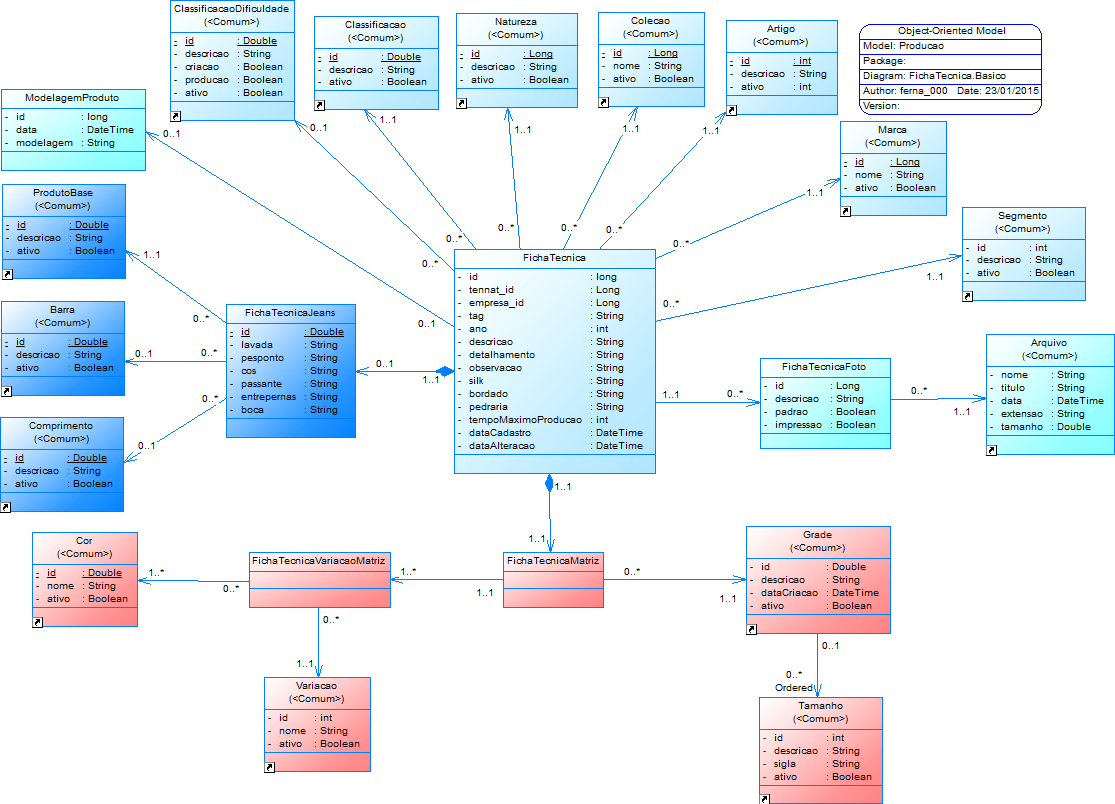 ClassificacaoDificuldade
(<Comum>)
- id : Double
- descricao : String
- criacao : Boolean
- producao : Boolean
- ativo : Boolean
Classificacao
(<Comum>)
- id : Double
- descricao : String
- ativo : Boolean
Natureza
(<Comum>)
- id : Long
- descricao : String
- ativo : Boolean
Colecao
(<Comum>)
- id : Long
- nome : String
- ativo : Boolean
Artigo
(<Comum>)
- id : int
- descricao : String
- ativo : int
Object-Oriented Model
Model: Producao
Package:
Diagram: FichaTecnica.Basico
Author: ferna_000 Date: 23/01/2015
Version:
ModelagemProduto
- id : long
- data : DateTime
- modelagem : String
Marca
(<Comum>)
- id : Long
- nome : String
- ativo : Boolean
0..1
0..1
1..1
1..1
1..1
1..1
1..1
ProdutoBase
(<Comum>)
- id : Double
- descricao : String
- ativo : Boolean
Segmento
(<Comum>)
- id : int
- descricao : String
- ativo : Boolean
0..*
0..*
0..*
0..*
0..*
0..*
0..*
0..1
1..1
1..1
FichaTecnica
- id : long
- tennat_id : Long
- empresa_id : Long
- tag : String
- ano : int
- descricao : String
- detalhamento : String
- observacao : String
- silk : String
- bordado : String
- pedraria : String
- tempoMaximoProducao : int
- dataCadastro : DateTime
- dataAlteracao : DateTime
Barra
(<Comum>)
- id : Double
- descricao : String
- ativo : Boolean
FichaTecnicaJeans
- id : Double
- lavada : String
- pesponto : String
- cos : String
- passante : String
- entrepernas : String
- boca : String
0..*
0..1
0..*
0..*
0..1
0..1
1..1
FichaTecnicaFoto
- id : Long
- descricao : String
- padrao : Boolean
- impressao : Boolean
1..1
0..*
0..*
1..1
Arquivo
(<Comum>)
- nome : String
- titulo : String
- data : DateTime
- extensao : String
- tamanho : Double
Comprimento
(<Comum>)
- id : Double
- descricao : String
- ativo : Boolean
1..1
1..1
Cor
(<Comum>)
- id : Double
- nome : String
- ativo : Boolean
1..*
0..*
FichaTecnicaVariacaoMatriz
1..*
1..1
FichaTecnicaMatriz
0..*
1..1
Grade
(<Comum>)
- id : Double
- descricao : String
- dataCriacao : DateTime
- ativo : Boolean
0..*
1..1
0..1
0..*
Ordered
Variacao
(<Comum>)
- id : int
- nome : String
- ativo : Boolean
Tamanho
(<Comum>)
- id : int
- descricao : String
- sigla : String
- ativo : Boolean